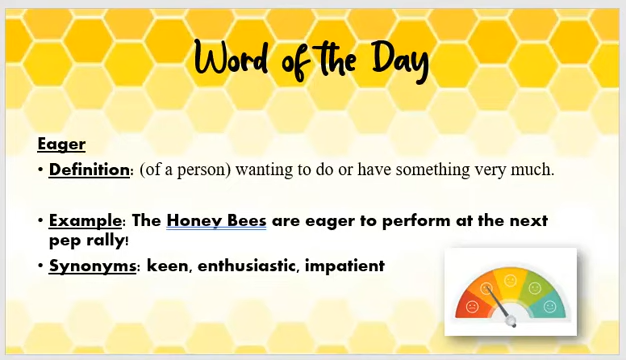 Word of the Day
Eager
• Definition: (of a person) wanting to do or have something very much.
• Example: The Honey Bees are eager to perform at the next
pep rally!
• Synonyms: keen, enthusiastic, impatient